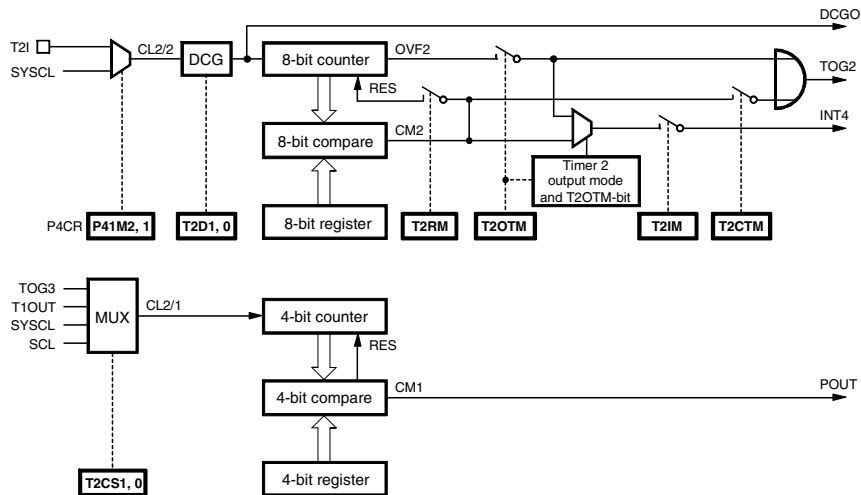 DCGO
T2I
CL2/2
DCG
8-bit counter
OVF2
SYSCL
TOG2
RES
INT4
8-bit compare
CM2
Timer 2
output mode
and T2OTM-bit
P4CR
P41M2, 1
T2D1, 0
8-bit register
T2RM
T2OTM
T2IM
T2CTM
TOG3
T1OUT
SYSCL
SCL
MUX
CL2/1
4-bit counter
RES
4-bit compare
CM1
POUT
T2CS1, 0
4-bit register